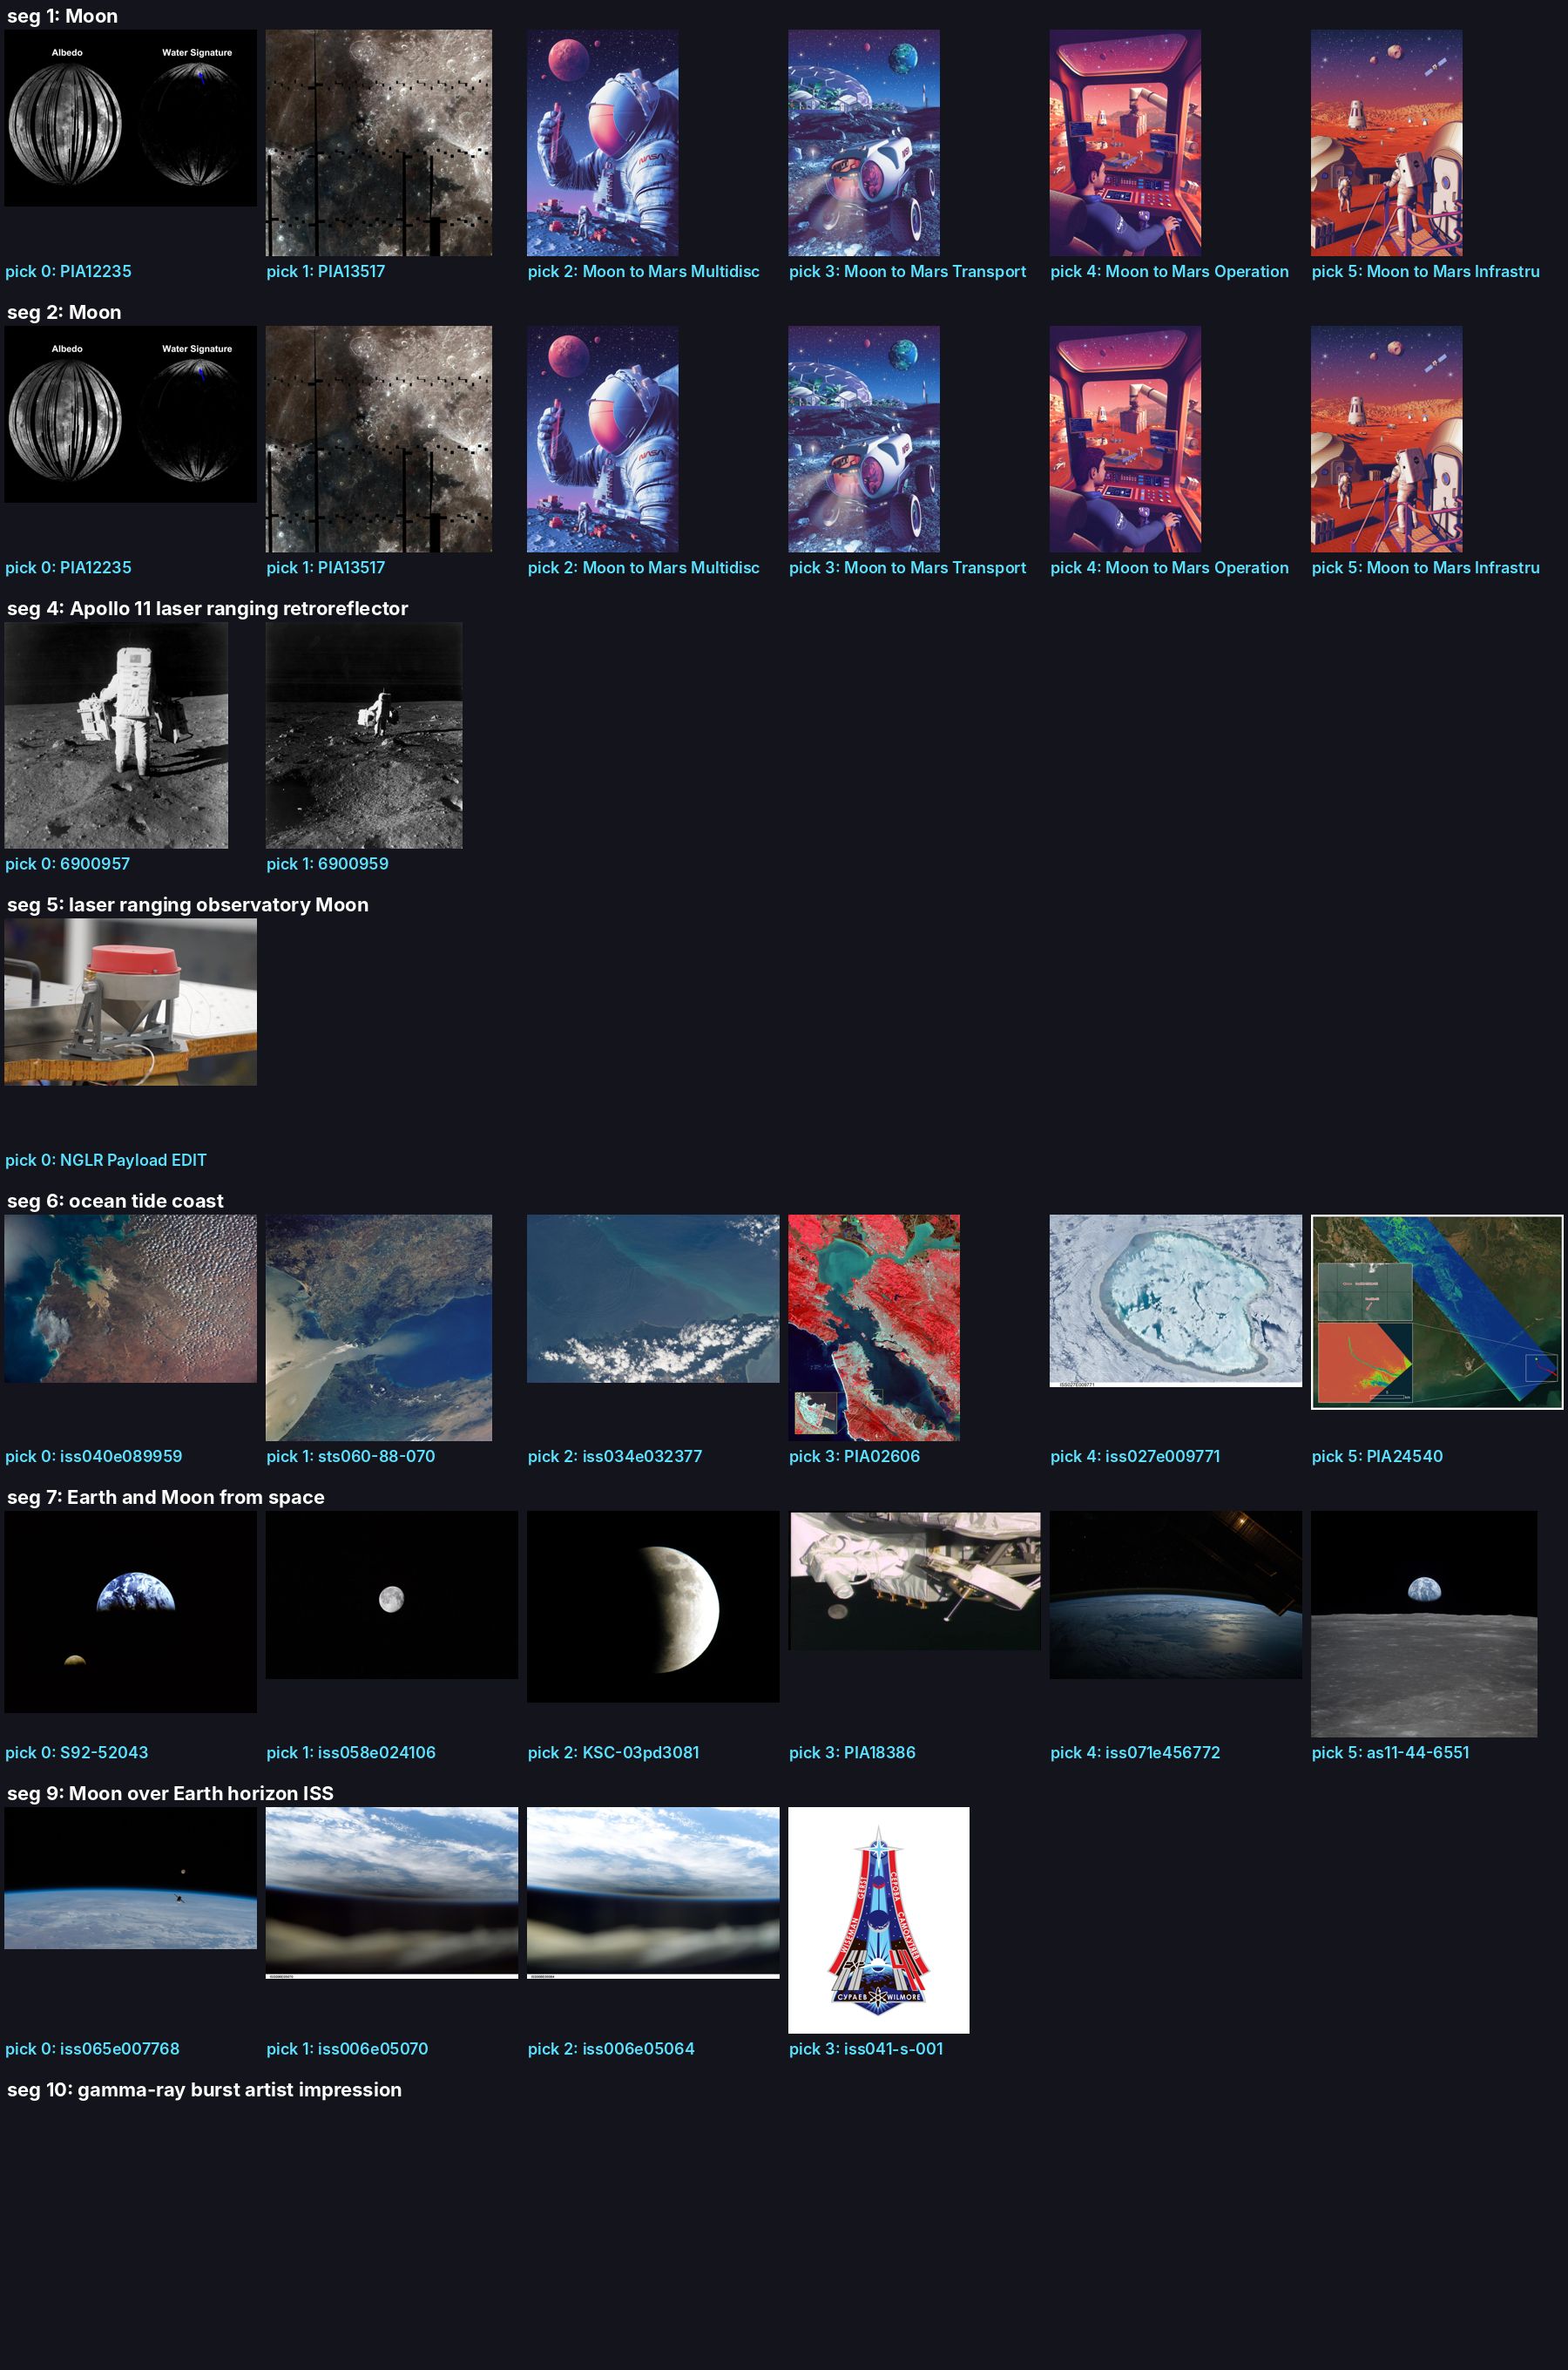 seg 1: Moon
Albedo
Water Signature
NASA
pick 0: PIA12235
pick 1: PIA13517
pick 2: Moon to Mars Multidisc
pick 3: Moon to Mars Transport
pick 4: Moon to Mars Operation
pick 5: Moon to Mars Infrastru
seg 2: Moon
Albedo
Water Signature
NASA
pick 0: PIA12235
pick 1: PIA13517
pick 2: Moon to Mars Multidisc
pick 3: Moon to Mars Transport
pick 4: Moon to Mars Operation
pick 5: Moon to Mars Infrastru
seg 4: Apollo 11 laser ranging retroreflector
pick 0: 6900957
pick 1: 6900959
seg 5: laser ranging observatory Moon
pick 0: NGLR Payload EDIT
seg 6: ocean tide coast
ISS027E009771
pick 0: iss040e089959
pick 1: sts060-88-070
pick 2: iss034e032377
pick 3: PIA02606
pick 4: iss027e009771
pick 5: PIA24540
seg 7: Earth and Moon from space
pick 0: S92-52043
pick 1: iss058e024106
pick 2: KSC-03pd3081
pick 3: PIA18386
pick 4: iss071e456772
pick 5: as11-44-6551
seg 9: Moon over Earth horizon ISS
GERST
СЕРОВА
WISEMAN
САМОКУТЯЕВ
СУРАЕВ
WILMORE
pick 0: iss065e007768
pick 1: iss006e05070
pick 2: iss006e05064
pick 3: iss041-s-001
seg 10: gamma-ray burst artist impression